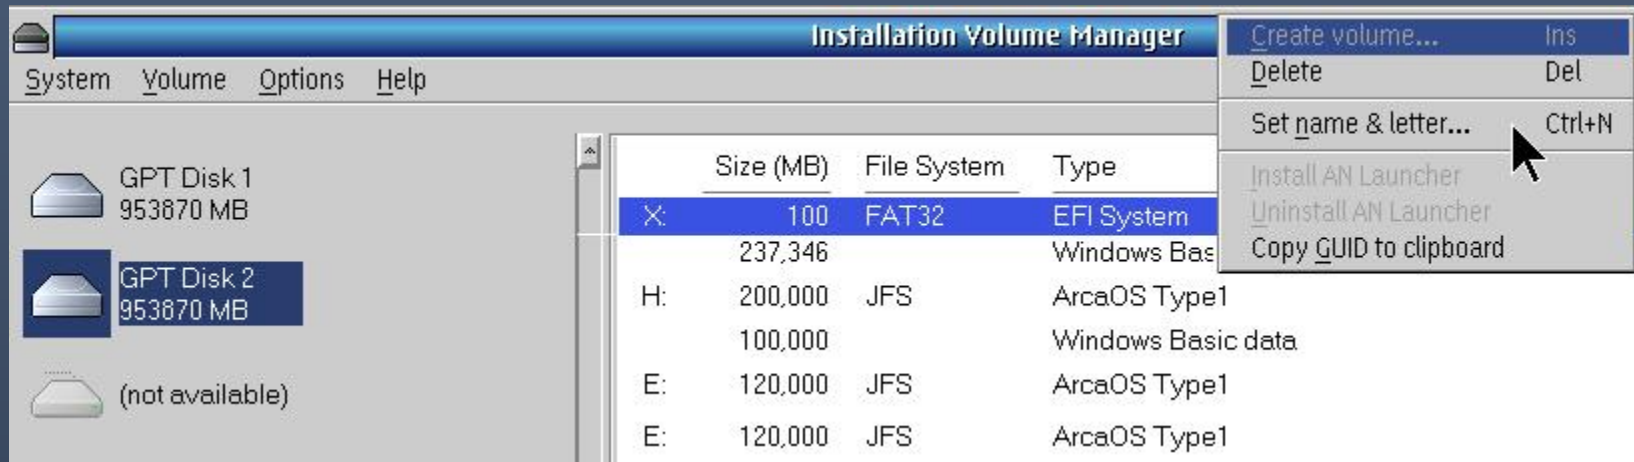 Installation Volume Manager
System Volume Options Help
GPT Disk 1
953870 MB
GPT Disk 2
953870 MB
(not available)
Size (MB) File System Type
X: 100 FAT32 EFI System
237,346 Windows Bas
H: 200,000 JFS ArcaOS Type1
100,000 Windows Basic data
E: 120,000 JFS ArcaOS Type1
E: 120,000 JFS ArcaOS Type1
Create volume... Ins
Delete Del
Set name & letter... Ctrl+N
Install AN Launcher
Uninstall AN Launcher
Copy GUID to clipboard